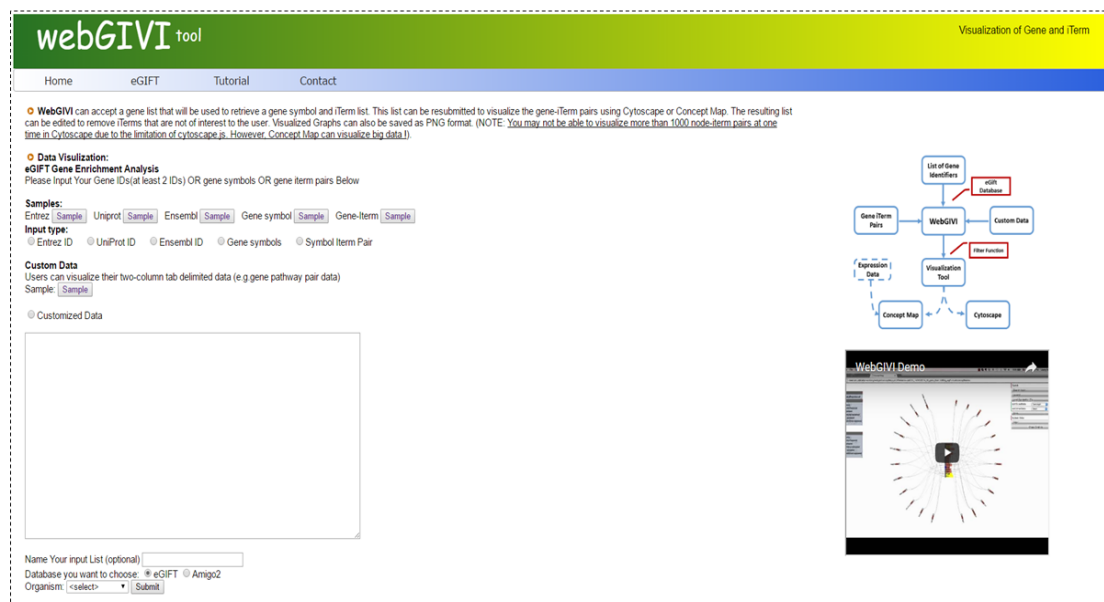 webGIVI tool
Visualization of Gene and iTerm
Home eGIFT Tutorial Contact
WebGIVI can accept a gene list that will be used to retrieve a gene symbol and iTerm list. This list can be resubmitted to visualize the gene-iTerm pairs using Cytoscape or Concept Map. The resulting list
can be edited to remove iTerms that are not of interest to the user. Visualized Graphs can also be saved as PNG format. (NOTE: You may not be able to visualize more than 1000 node-iterm pairs at one
time in Cytoscape due to the limitation of cytoscape.js. However, Concept Map can visualize big data !).
Data Visulization:
eGIFT Gene Enrichment Analysis
Please Input Your Gene IDs(at least 2 IDs) OR gene symbols OR gene iterm pairs Below
Samples:
Entrez Sample Uniprot Sample Ensembl Sample Gene symbol Sample Gene-Iterm Sample
Input type:
Entrez ID UniProt ID Ensembl ID Gene symbols Symbol Iterm Pair
Custom Data
Users can visualize their two-column tab delimited data (e.g.gene pathway pair data)
Sample: Sample
Customized Data
Name Your input List (optional)
Database you want to choose: eGIFT Amigo2
Organism: <select> Submit
List of Gene
Identifiers
eGift
Database
Gene iTerm
Pairs
WebGIVI
Custom Data
Filter Function
Expression
Data
Visualization
Tool
Concept Map
Cytoscape
WebGIVI Demo